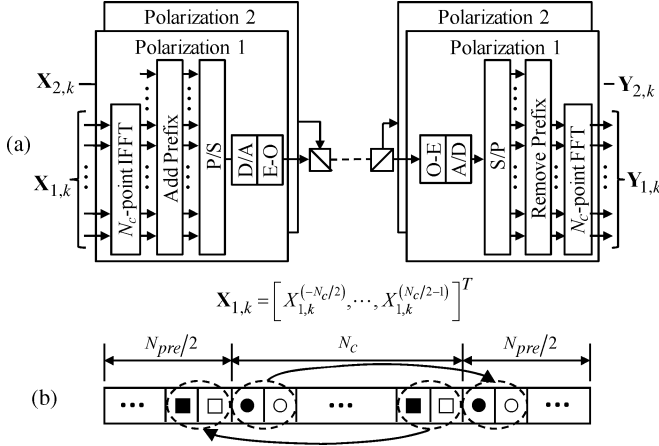 Polarization 2
Polarization 2
Polarization 1
Polarization 1
X2,k
Y2,k
(a)
X1,k
Nc-point IFFT
Add Prefix
P/S
D/A
E-O
O-E
A/D
S/P
Remove Prefix
Nc-point FFT
Y1,k
X1,k = [X1,k^(-Nc/2), ⋯, X1,k^(Nc/2-1)]^T
Npre/2
Nc
Npre/2
(b)